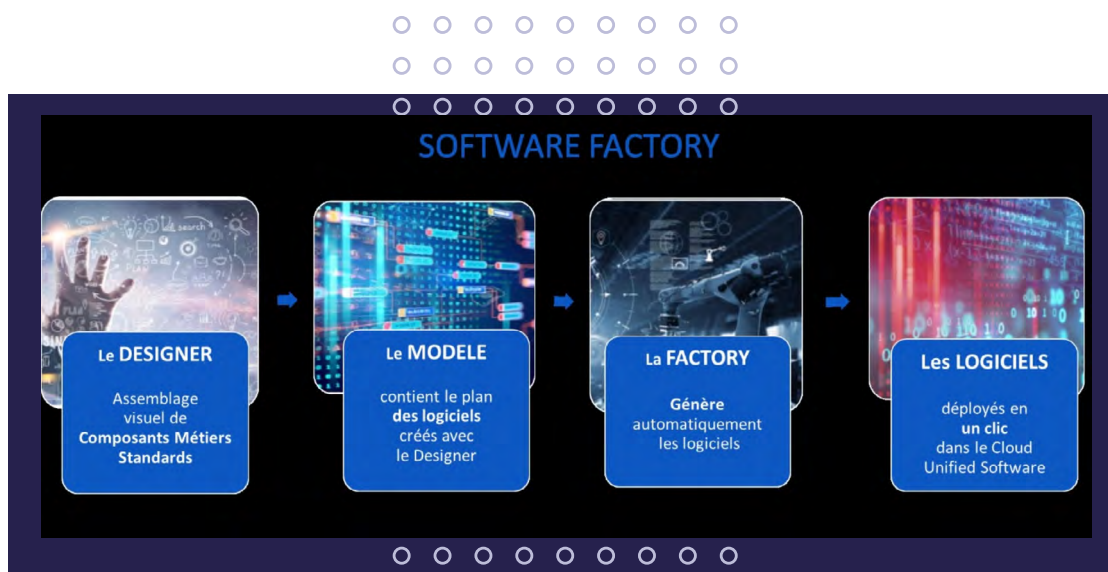 SOFTWARE FACTORY
Le DESIGNER
Assemblage
visuel de
Composants Métiers
Standards
Le MODELE
contient le plan
des logiciels
créés avec
le Designer
La FACTORY
Génère
automatiquement
les logiciels
Les LOGICIELS
déployés en
un clic
dans le Cloud
Unified Software
search
PLAN